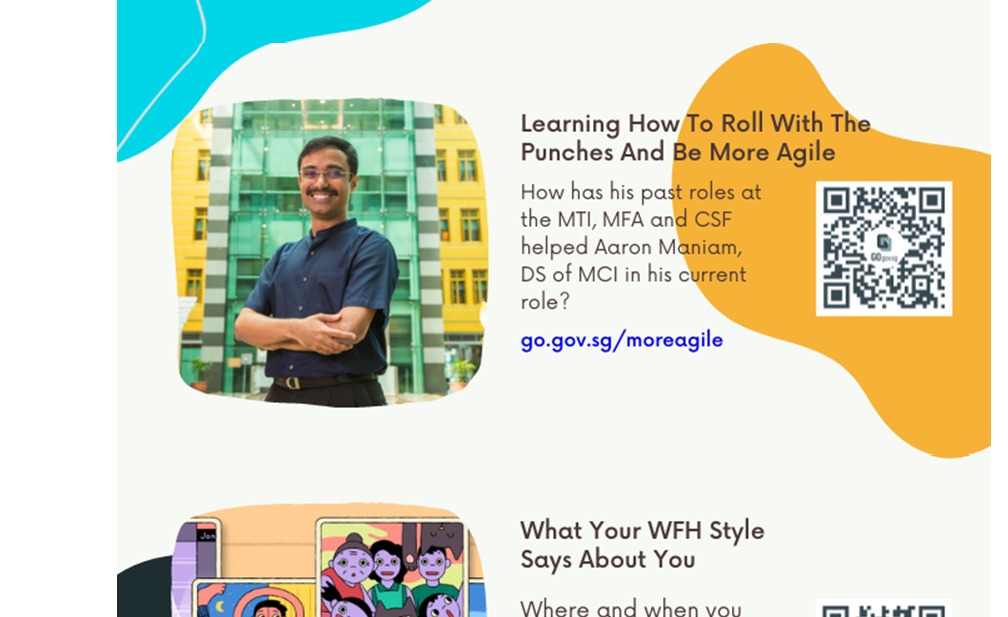 Learning How To Roll With The
Punches And Be More Agile
How has his past roles at
the MTI, MFA and CSF
helped Aaron Maniam,
DS of MCI in his current
role?
go.gov.sg/moreagile
GOgovsg
Jon
What Your WFH Style
Says About You
Where and when you